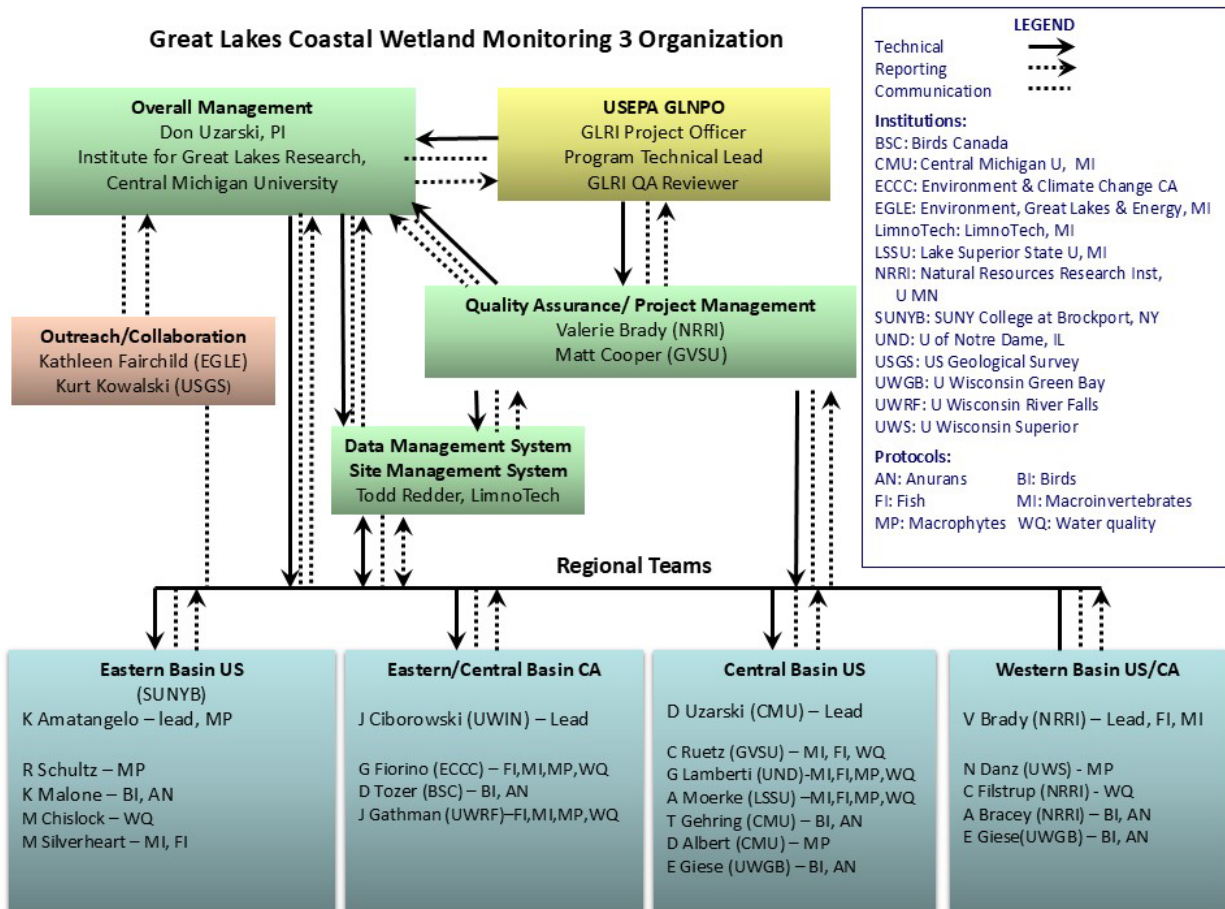 Great Lakes Coastal Wetland Monitoring 3 Organization
Overall Management
Don Uzarski, PI
Institute for Great Lakes Research,
Central Michigan University
USEPA GLNPO
GLRI Project Officer
Program Technical Lead
GLRI QA Reviewer
LEGEND
Technical
Reporting
Communication
Institutions:
BSC: Birds Canada
CMU: Central Michigan U, MI
ECCC: Environment & Climate Change CA
EGLE: Environment, Great Lakes & Energy, MI
LimnoTech: LimnoTech, MI
LSSU: Lake Superior State U, MI
NRRI: Natural Resources Research Inst,
U MN
SUNYB: SUNY College at Brockport, NY
UND: U of Notre Dame, IL
USGS: US Geological Survey
UWGB: U Wisconsin Green Bay
UWRF: U Wisconsin River Falls
UWS: U Wisconsin Superior
Protocols:
AN: Anurans BI: Birds
FI: Fish MI: Macroinvertebrates
MP: Macrophytes WQ: Water quality
Quality Assurance/ Project Management
Valerie Brady (NRRI)
Matt Cooper (GVSU)
Outreach/Collaboration
Kathleen Fairchild (EGLE)
Kurt Kowalski (USGS)
Data Management System
Site Management System
Todd Redder, LimnoTech
Regional Teams
Eastern Basin US
(SUNYB)
K Amatangelo – lead, MP
R Schultz – MP
K Malone – BI, AN
M Chislock – WQ
M Silverheart – MI, FI
Eastern/Central Basin CA
J Ciborowski (UWIN) – Lead
G Fiorino (ECCC) – FI,MI,MP,WQ
D Tozer (BSC) – BI, AN
J Gathman (UWRF)–FI,MI,MP,WQ
Central Basin US
D Uzarski (CMU) – Lead
C Ruetz (GVSU) – MI, FI, WQ
G Lamberti (UND)-MI,FI,MP,WQ
A Moerke (LSSU) –MI,FI,MP,WQ
T Gehring (CMU) – BI, AN
D Albert (CMU) – MP
E Giese (UWGB) – BI, AN
Western Basin US/CA
V Brady (NRRI) – Lead, FI, MI
N Danz (UWS) - MP
C Filstrup (NRRI) - WQ
A Bracey (NRRI) – BI, AN
E Giese(UWGB) – BI, AN